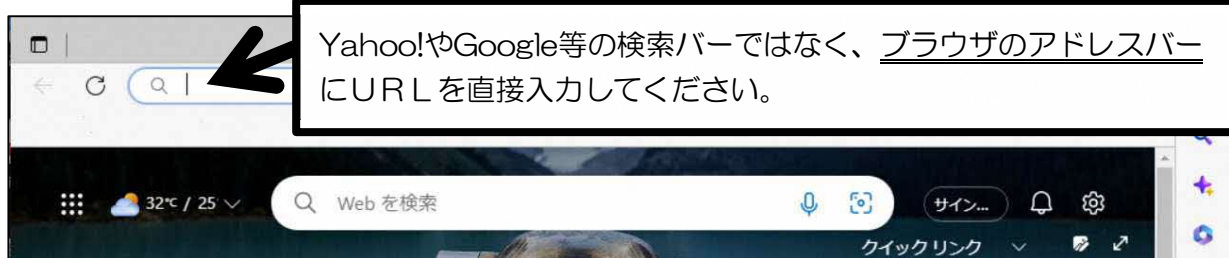 Yahoo!やGoogle等の検索バーではなく、ブラウザのアドレスバー
にＵＲＬを直接入力してください。
32℃ / 25
Web を検索
サイン...
クイックリンク